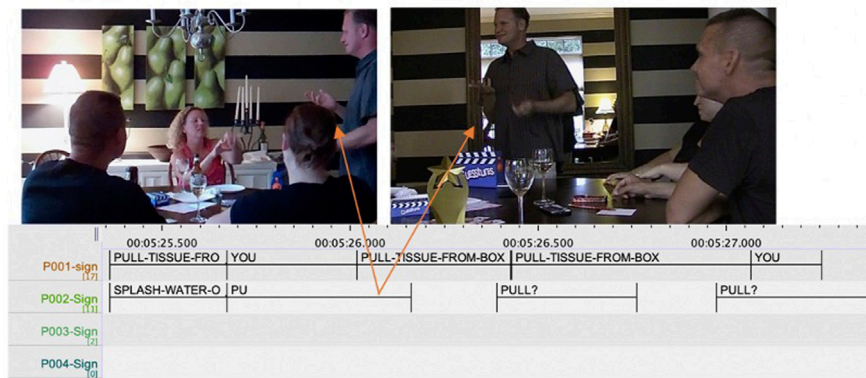 Guesstures
00:05:25.500 00:05:26.000 00:05:26.500 00:05:27.000
P001-sign [17] PULL-TISSUE-FRO YOU PULL-TISSUE-FROM-BOX PULL-TISSUE-FROM-BOX YOU
P002-Sign [11] SPLASH-WATER-O PU PULL? PULL?
P003-Sign [2]
P004-Sign [0]